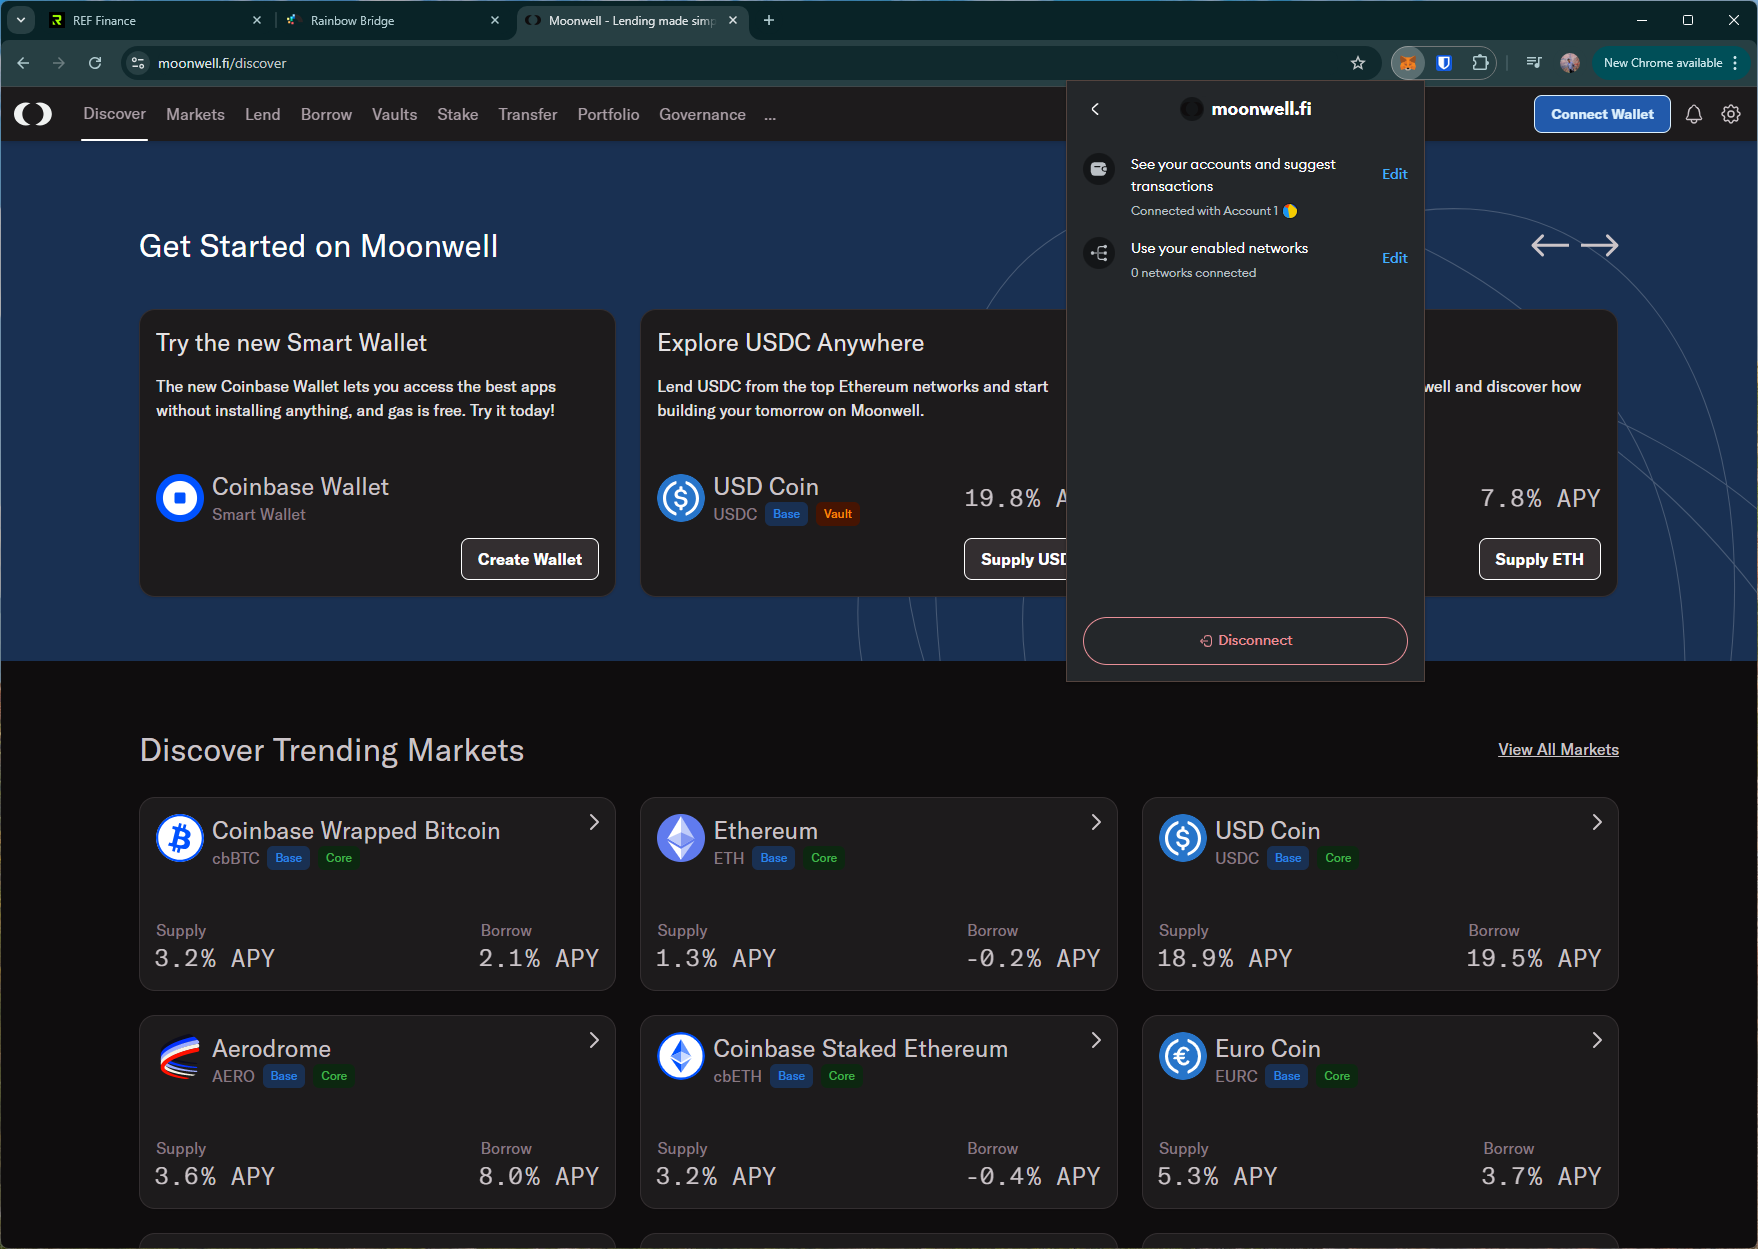 REF Finance
Rainbow Bridge
Moonwell - Lending made simp
moonwell.fi/discover
New Chrome available
Discover
Markets
Lend
Borrow
Vaults
Stake
Transfer
Portfolio
Governance
...
Connect Wallet
moonwell.fi
See your accounts and suggest
transactions
Edit
Connected with Account 1
Use your enabled networks
Edit
0 networks connected
Disconnect
Get Started on Moonwell
Try the new Smart Wallet
The new Coinbase Wallet lets you access the best apps
without installing anything, and gas is free. Try it today!
Coinbase Wallet
Smart Wallet
Create Wallet
Explore USDC Anywhere
Lend USDC from the top Ethereum networks and start
building your tomorrow on Moonwell.
USD Coin
USDC Base Vault
19.8% A
Supply USD
well and discover how
7.8% APY
Supply ETH
Discover Trending Markets
View All Markets
Coinbase Wrapped Bitcoin
cbBTC Base Core
Supply Borrow
3.2% APY 2.1% APY
Ethereum
ETH Base Core
Supply Borrow
1.3% APY -0.2% APY
USD Coin
USDC Base Core
Supply Borrow
18.9% APY 19.5% APY
Aerodrome
AERO Base Core
Supply Borrow
3.6% APY 8.0% APY
Coinbase Staked Ethereum
cbETH Base Core
Supply Borrow
3.2% APY -0.4% APY
Euro Coin
EURC Base Core
Supply Borrow
5.3% APY 3.7% APY